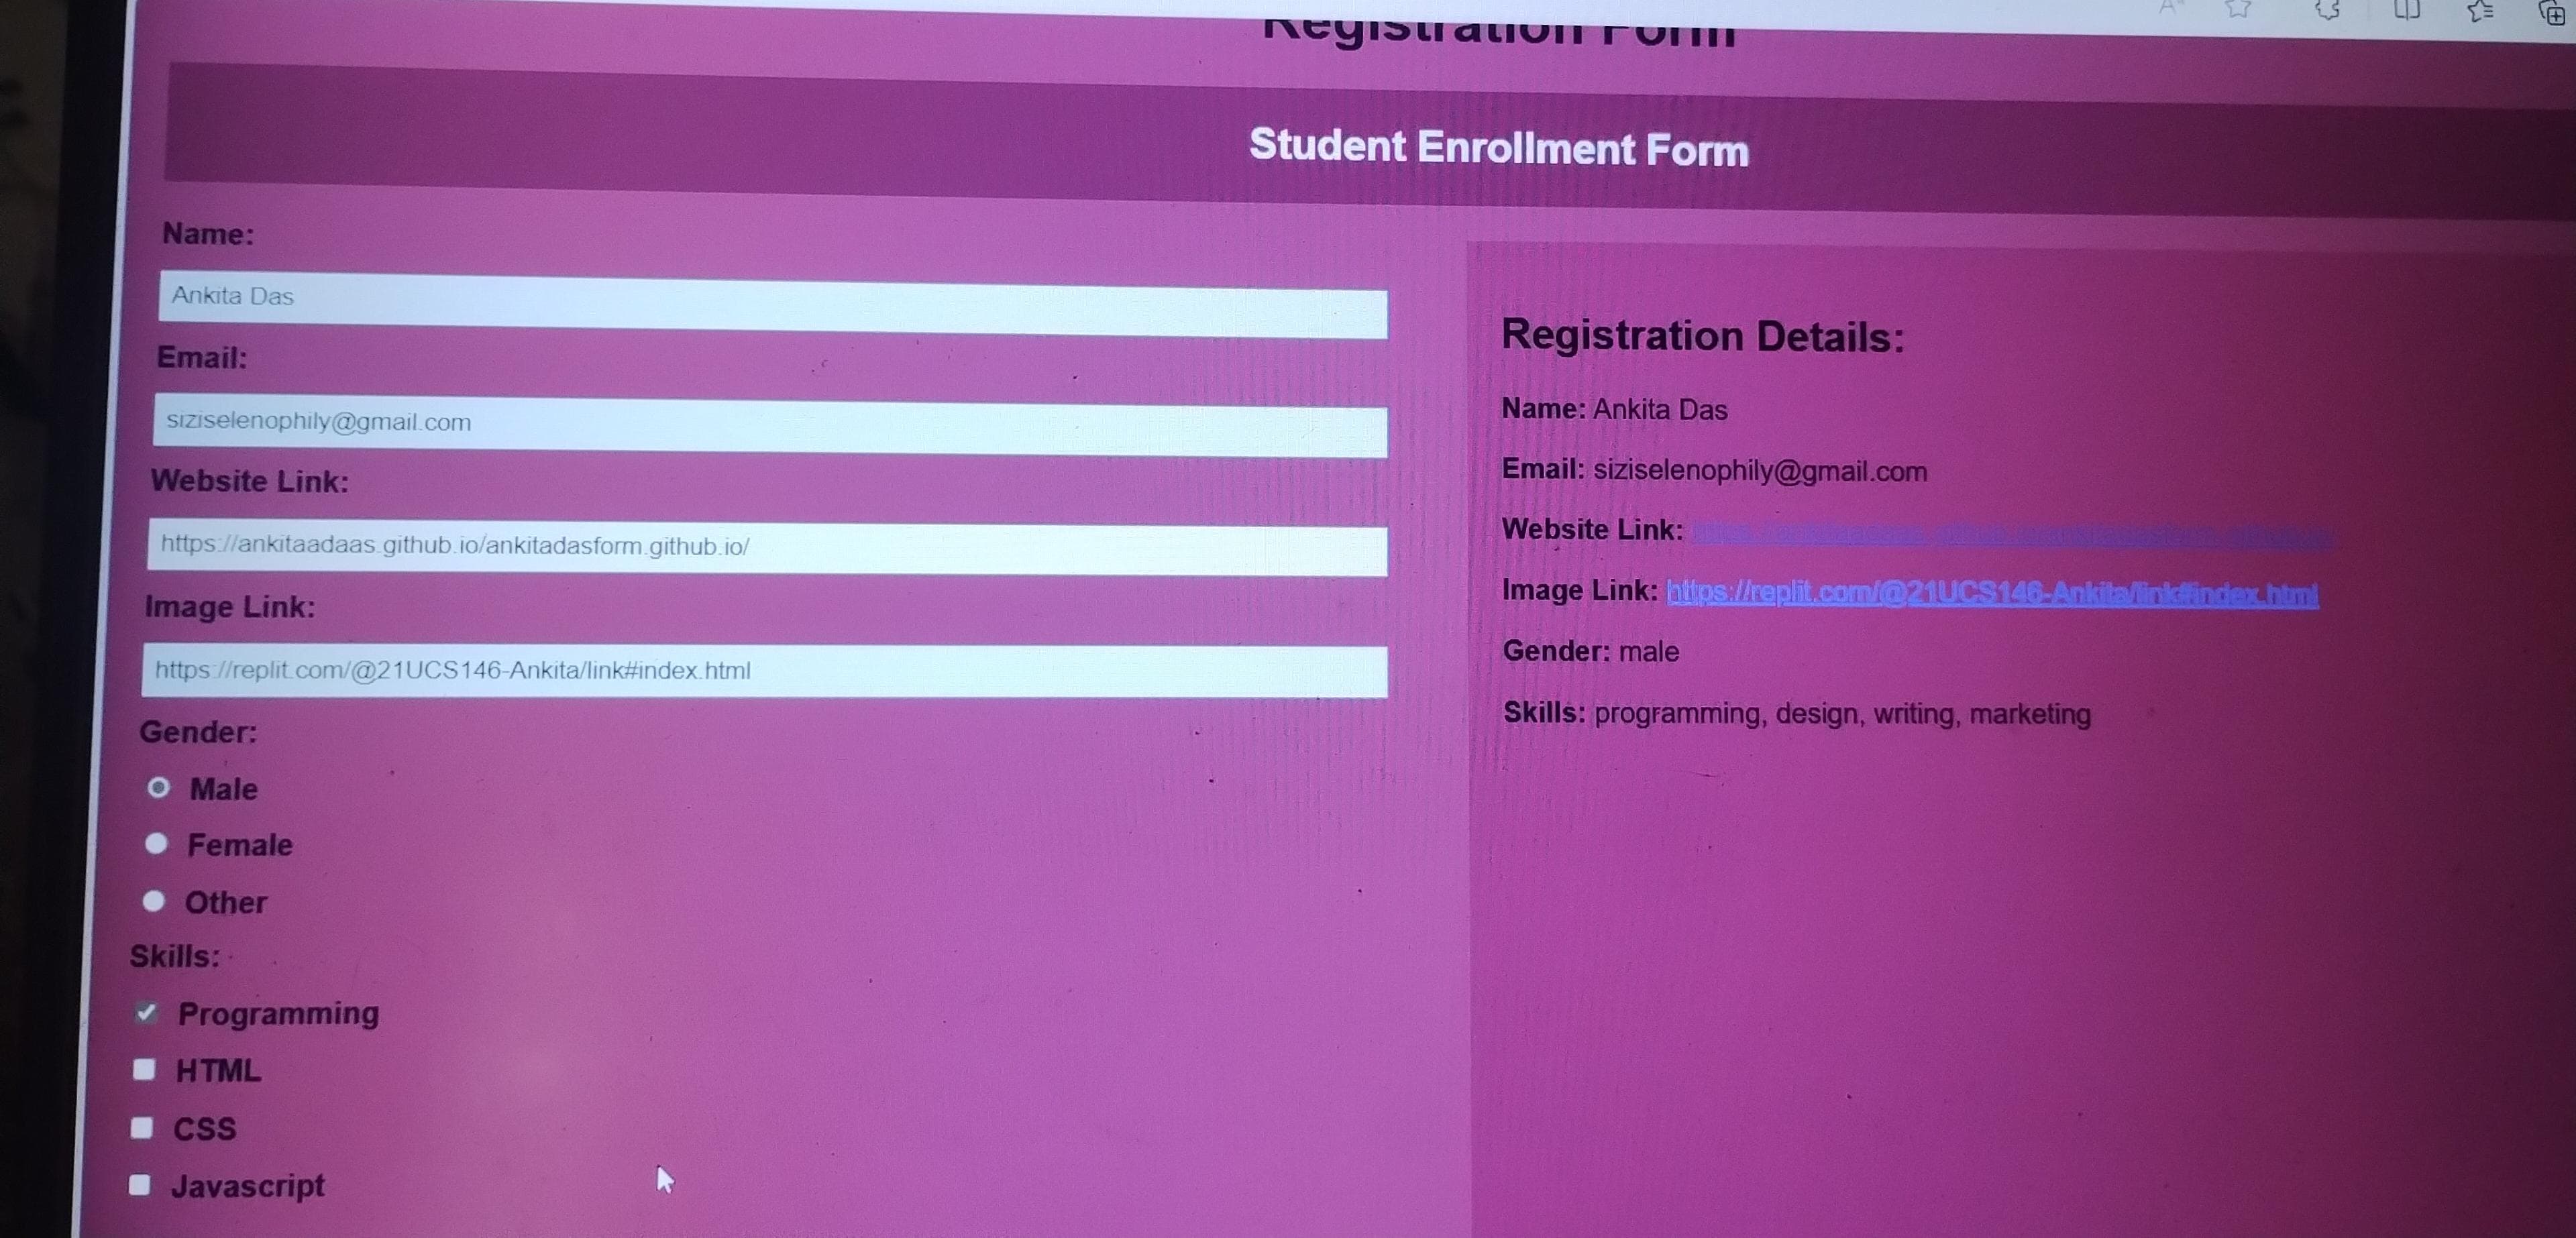 Registration Form
Student Enrollment Form
Name:
Ankita Das
Email:
siziselenophily@gmail.com
Website Link:
https://ankitaadaas.github.io/ankitadasform.github.io/
Image Link:
https://replit.com/@21UCS146-Ankita/link#index.html
Gender:
Male
Female
Other
Skills:
Programming
HTML
CSS
Javascript
Registration Details:
Name: Ankita Das
Email: siziselenophily@gmail.com
Website Link:
Image Link: https://replit.com/@21UCS146-Ankita/link#index.html
Gender: male
Skills: programming, design, writing, marketing